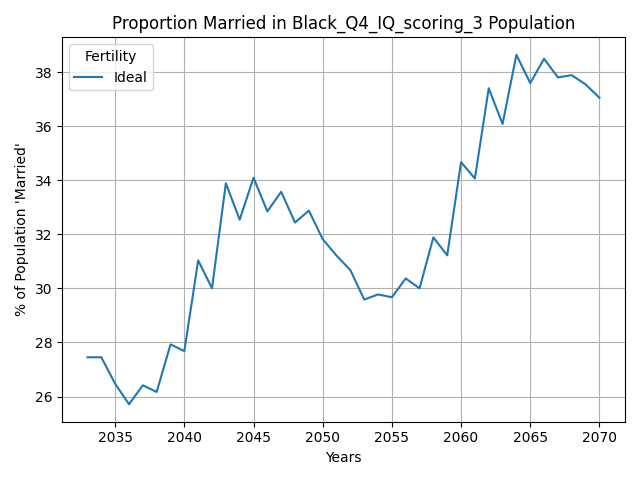 Proportion Married in Black_Q4_IQ_scoring_3 Population
Fertility
Ideal
% of Population 'Married'
38
36
34
32
30
28
26
2035 2040 2045 2050 2055 2060 2065 2070
Years